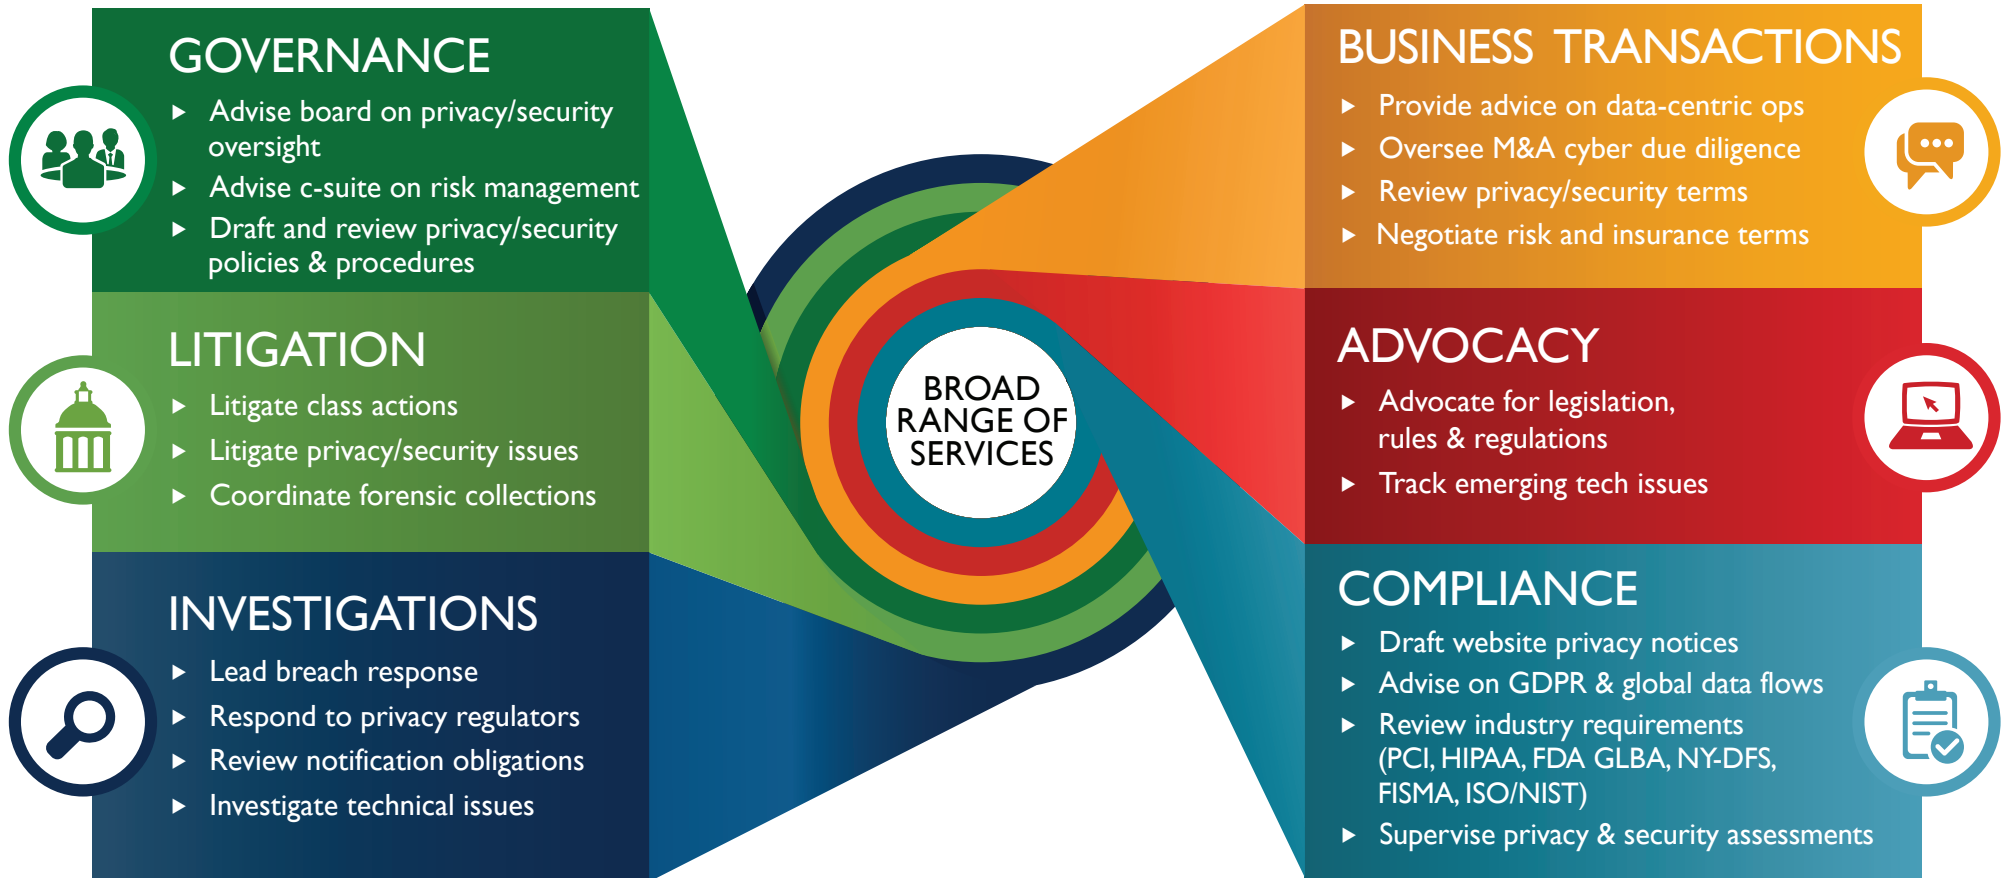 GOVERNANCE
▶ Advise board on privacy/security
oversight
▶ Advise c-suite on risk management
▶ Draft and review privacy/security
policies & procedures
LITIGATION
▶ Litigate class actions
▶ Litigate privacy/security issues
▶ Coordinate forensic collections
INVESTIGATIONS
▶ Lead breach response
▶ Respond to privacy regulators
▶ Review notification obligations
▶ Investigate technical issues
BROAD
RANGE OF
SERVICES
BUSINESS TRANSACTIONS
▶ Provide advice on data-centric ops
▶ Oversee M&A cyber due diligence
▶ Review privacy/security terms
▶ Negotiate risk and insurance terms
ADVOCACY
▶ Advocate for legislation,
rules & regulations
▶ Track emerging tech issues
COMPLIANCE
▶ Draft website privacy notices
▶ Advise on GDPR & global data flows
▶ Review industry requirements
(PCI, HIPAA, FDA GLBA, NY-DFS,
FISMA, ISO/NIST)
▶ Supervise privacy & security assessments